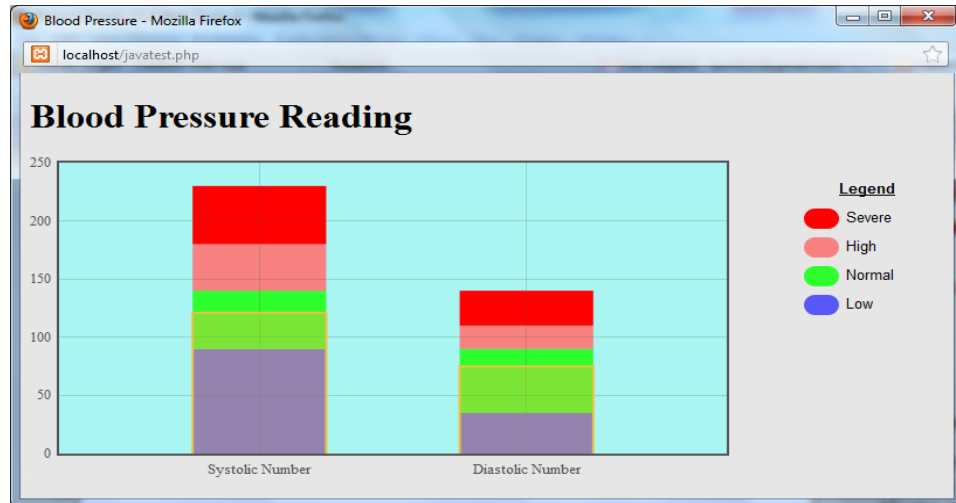 Blood Pressure - Mozilla Firefox
localhost/javatest.php
Blood Pressure Reading
250
200
150
100
50
0
Systolic Number
Diastolic Number
Legend
Severe
High
Normal
Low